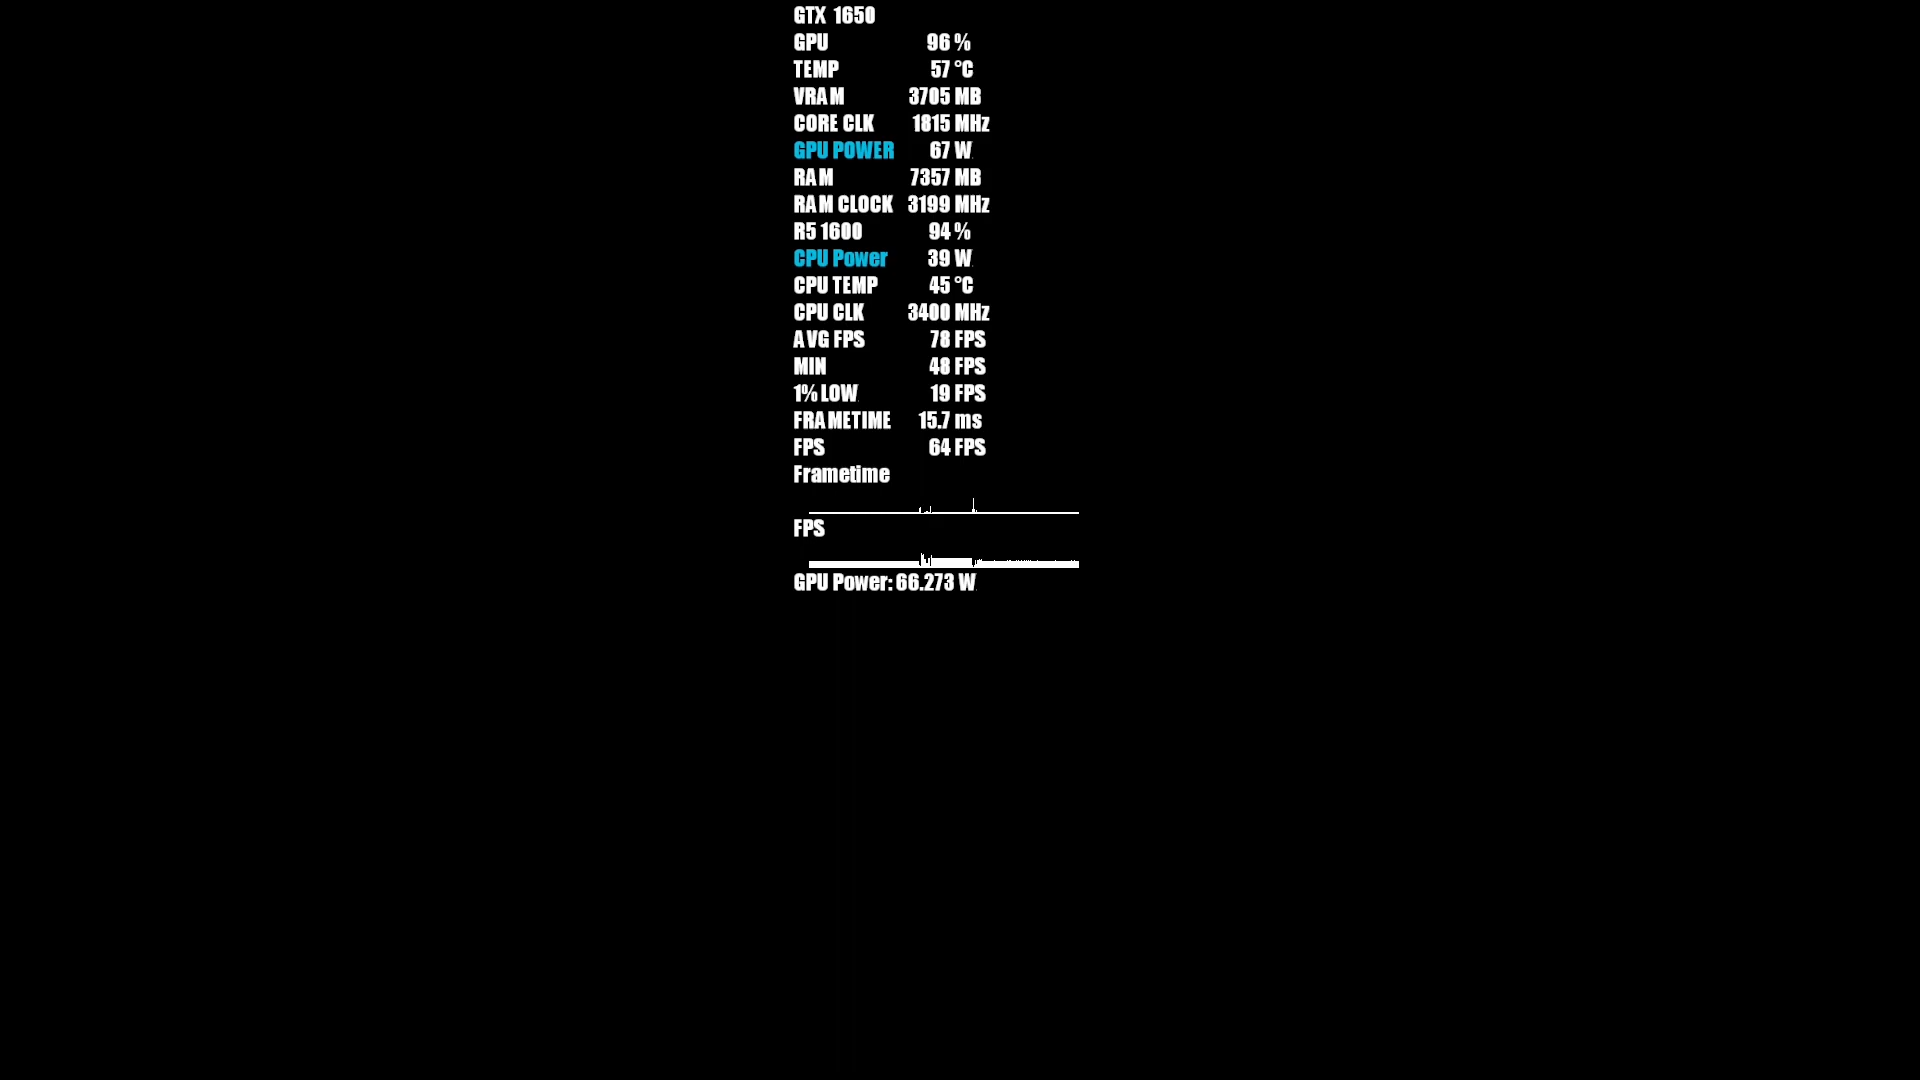 GTX 1650
GPU 96 %
TEMP 57 °C
VRAM 3705 MB
CORE CLK 1815 MHz
GPU POWER 67 W
RAM 7357 MB
RAM CLOCK 3199 MHz
R5 1600 94 %
CPU Power 39 W
CPU TEMP 45 °C
CPU CLK 3400 MHz
AVG FPS 78 FPS
MIN 48 FPS
1% LOW 19 FPS
FRAMETIME 15.7 ms
FPS 64 FPS
Frametime
FPS
GPU Power: 66.273 W